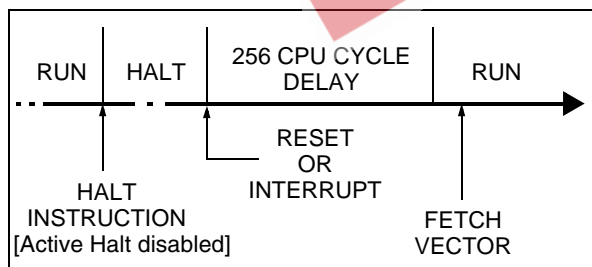 RUN
HALT
256 CPU CYCLE
DELAY
RUN
RESET
OR
INTERRUPT
HALT
INSTRUCTION
[Active Halt disabled]
FETCH
VECTOR